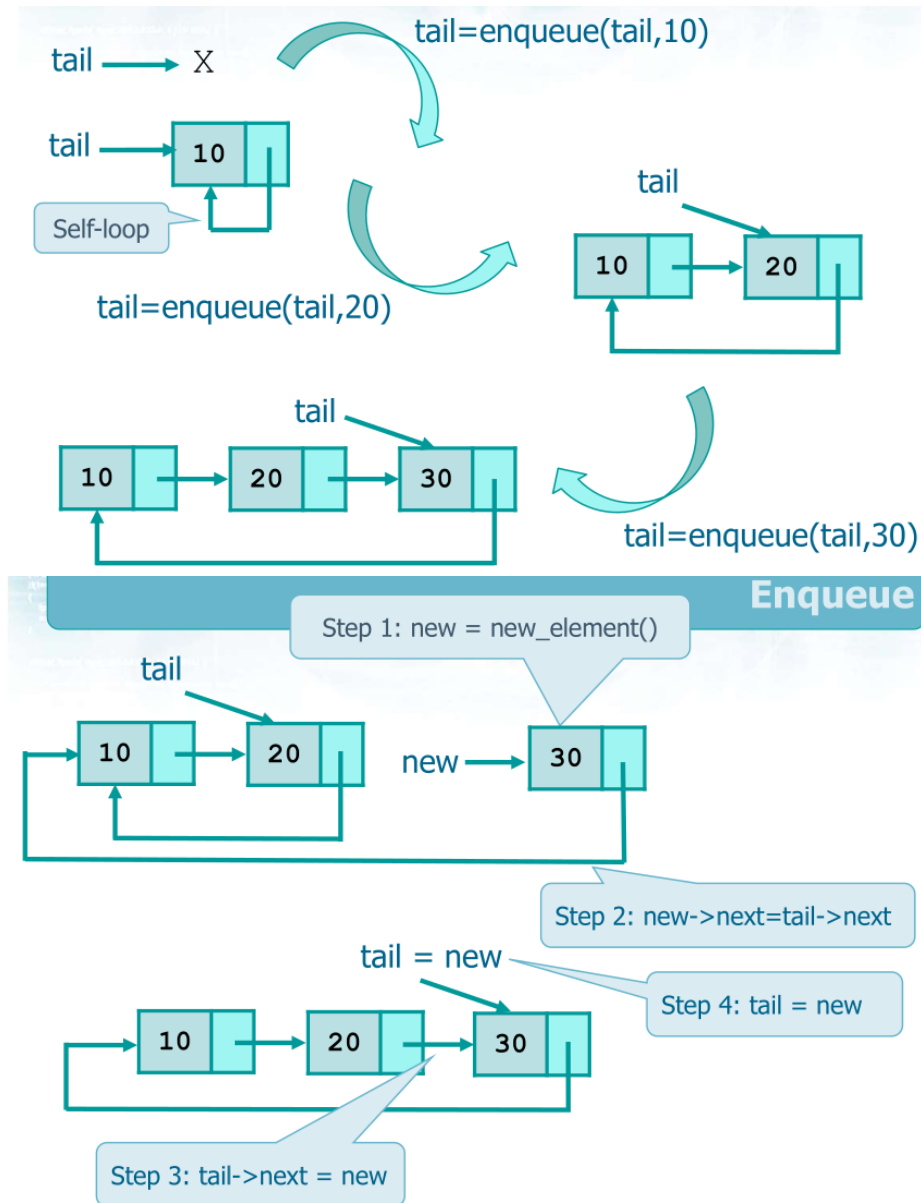 tail=enqueue(tail,10)
tail X
tail 10
Self-loop
tail
10 20
tail=enqueue(tail,20)
tail
10 20 30
tail=enqueue(tail,30)
Enqueue
Step 1: new = new_element()
tail
10 20
new 30
Step 2: new->next=tail->next
tail = new
Step 4: tail = new
10 20 30
Step 3: tail->next = new